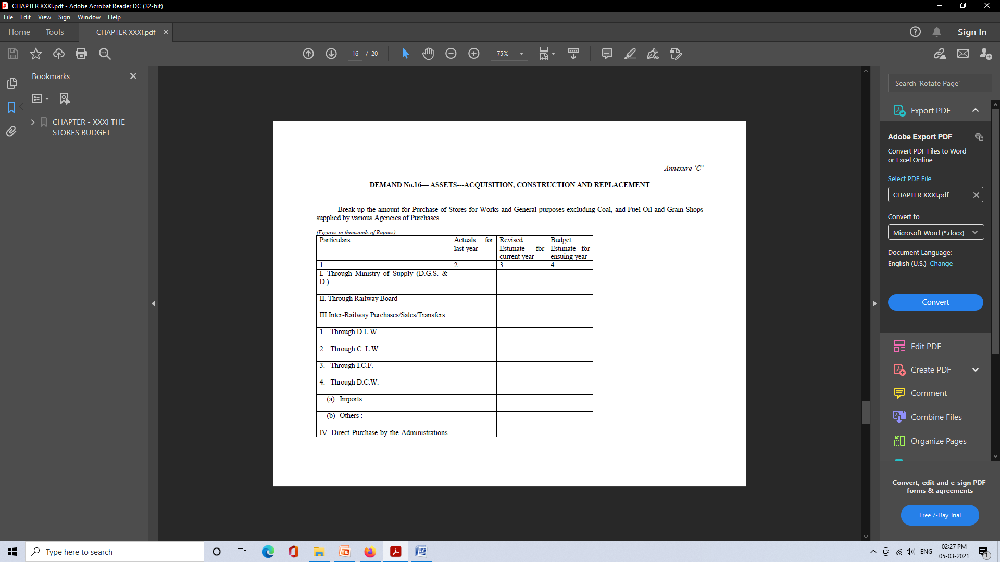 CHAPTER XXXI.pdf - Adobe Acrobat Reader DC (32-bit)
File Edit View Sign Window Help
Home Tools CHAPTER XXXI.pdf × Sign In
16 / 20 75%
Bookmarks
CHAPTER - XXXI THE
STORES BUDGET
Annexure ‘C’
DEMAND No.16— ASSETS---ACQUISITION, CONSTRUCTION AND REPLACEMENT
Break-up the amount for Purchase of Stores for Works and General purposes excluding Coal, and Fuel Oil and Grain Shops
supplied by various Agencies of Purchases.
(Figures in thousands of Rupees)
Particulars Actuals for Revised Budget
last year Estimate for Estimate for
current year ensuing year
1 2 3 4
I. Through Ministry of Supply (D.G.S. &
D.)
II. Through Railway Board
III Inter-Railway Purchases/Sales/Transfers:
1. Through D.L.W
2. Through C..L.W.
3. Through I.C.F.
4. Through D.C.W.
(a) Imports :
(b) Others :
IV. Direct Purchase by the Administrations
Search 'Rotate Page'
Export PDF
Adobe Export PDF
Convert PDF Files to Word
or Excel Online
Select PDF File
CHAPTER XXXI.pdf
Convert to
Microsoft Word (*.docx)
Document Language:
English (U.S.) Change
Convert
Edit PDF
Create PDF
Comment
Combine Files
Organize Pages
Convert, edit and e-sign PDF
forms & agreements
Free 7-Day Trial
Type here to search
ENG
02:27 PM
05-03-2021
1